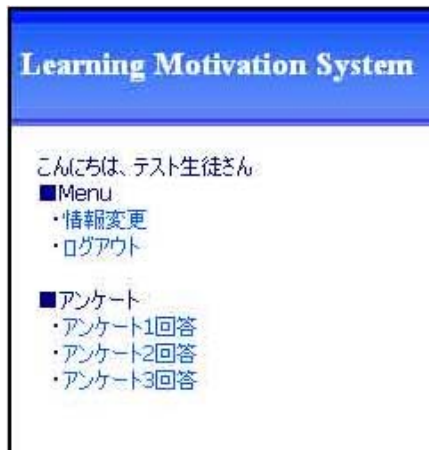 Learning Motivation System
こんにちは、テスト生徒さん
■Menu
・情報変更
・ログアウト
■アンケート
・アンケート1回答
・アンケート2回答
・アンケート3回答